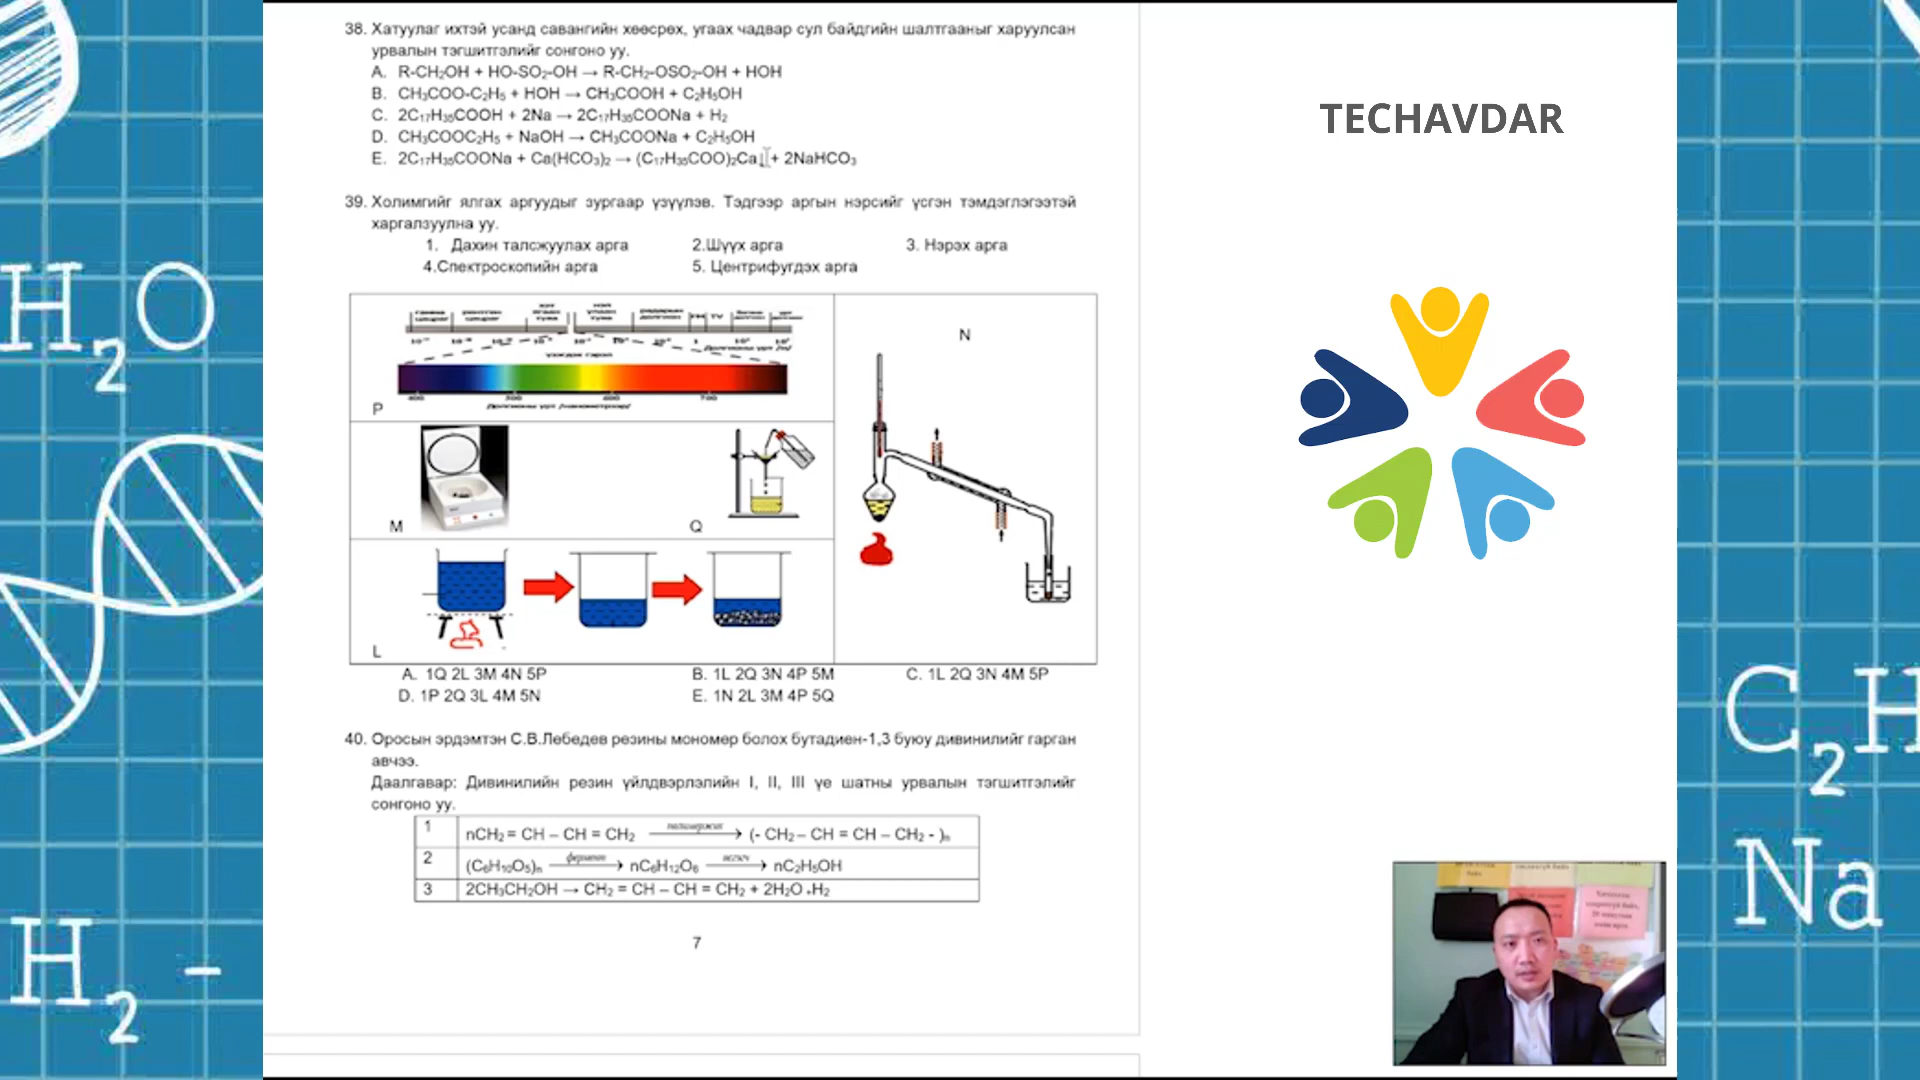 38. Хатуулаг ихтэй усанд савангийн хөөсрөх, угаах чадвар сул байдгийн шалтгааныг харуулсан
урвалын тэгшитгэлийг сонгоно уу.
A. R-CH₂OH + HO-SO₂-OH → R-CH₂-OSO₂-OH + HOH
B. CH₃COO-C₂H₅ + HOH → CH₃COOH + C₂H₅OH
C. 2C₁₇H₃₅COOH + 2Na → 2C₁₇H₃₅COONa + H₂
D. CH₃COOC₂H₅ + NaOH → CH₃COONa + C₂H₅OH
E. 2C₁₇H₃₅COONa + Ca(HCO₃)₂ → (C₁₇H₃₅COO)₂Ca↓ + 2NaHCO₃
39. Холимгийг ялгах аргуудыг зургаар үзүүлэв. Тэдгээр аргын нэрсийг үсгэн тэмдэглэгээтэй
харгалзуулна уу.
1. Дахин талсжуулах арга 2.Шүүх арга 3. Нэрэх арга
4.Спектроскопийн арга 5. Центрифугдэх арга
P
N
M
Q
L
A. 1Q 2L 3M 4N 5P B. 1L 2Q 3N 4P 5M C. 1L 2Q 3N 4M 5P
D. 1P 2Q 3L 4M 5N E. 1N 2L 3M 4P 5Q
40. Оросын эрдэмтэн С.В.Лебедев резины мономер болох бутадиен-1,3 буюу дивинилийг гарган
авчээ.
Даалгавар: Дивинилийн резин үйлдвэрлэлийн I, II, III үе шатны урвалын тэгшитгэлийг
сонгоно уу.
1 nCH₂ = CH – CH = CH₂ → (- CH₂ – CH = CH – CH₂ - )ₙ
2 (C₆H₁₀O₅)ₙ фермент → nC₆H₁₂O₆ → nC₂H₅OH
3 2CH₃CH₂OH → CH₂ = CH – CH = CH₂ + 2H₂O + H₂
7
TECHAVDAR
H₂O
H₂ -
C₂H
Na